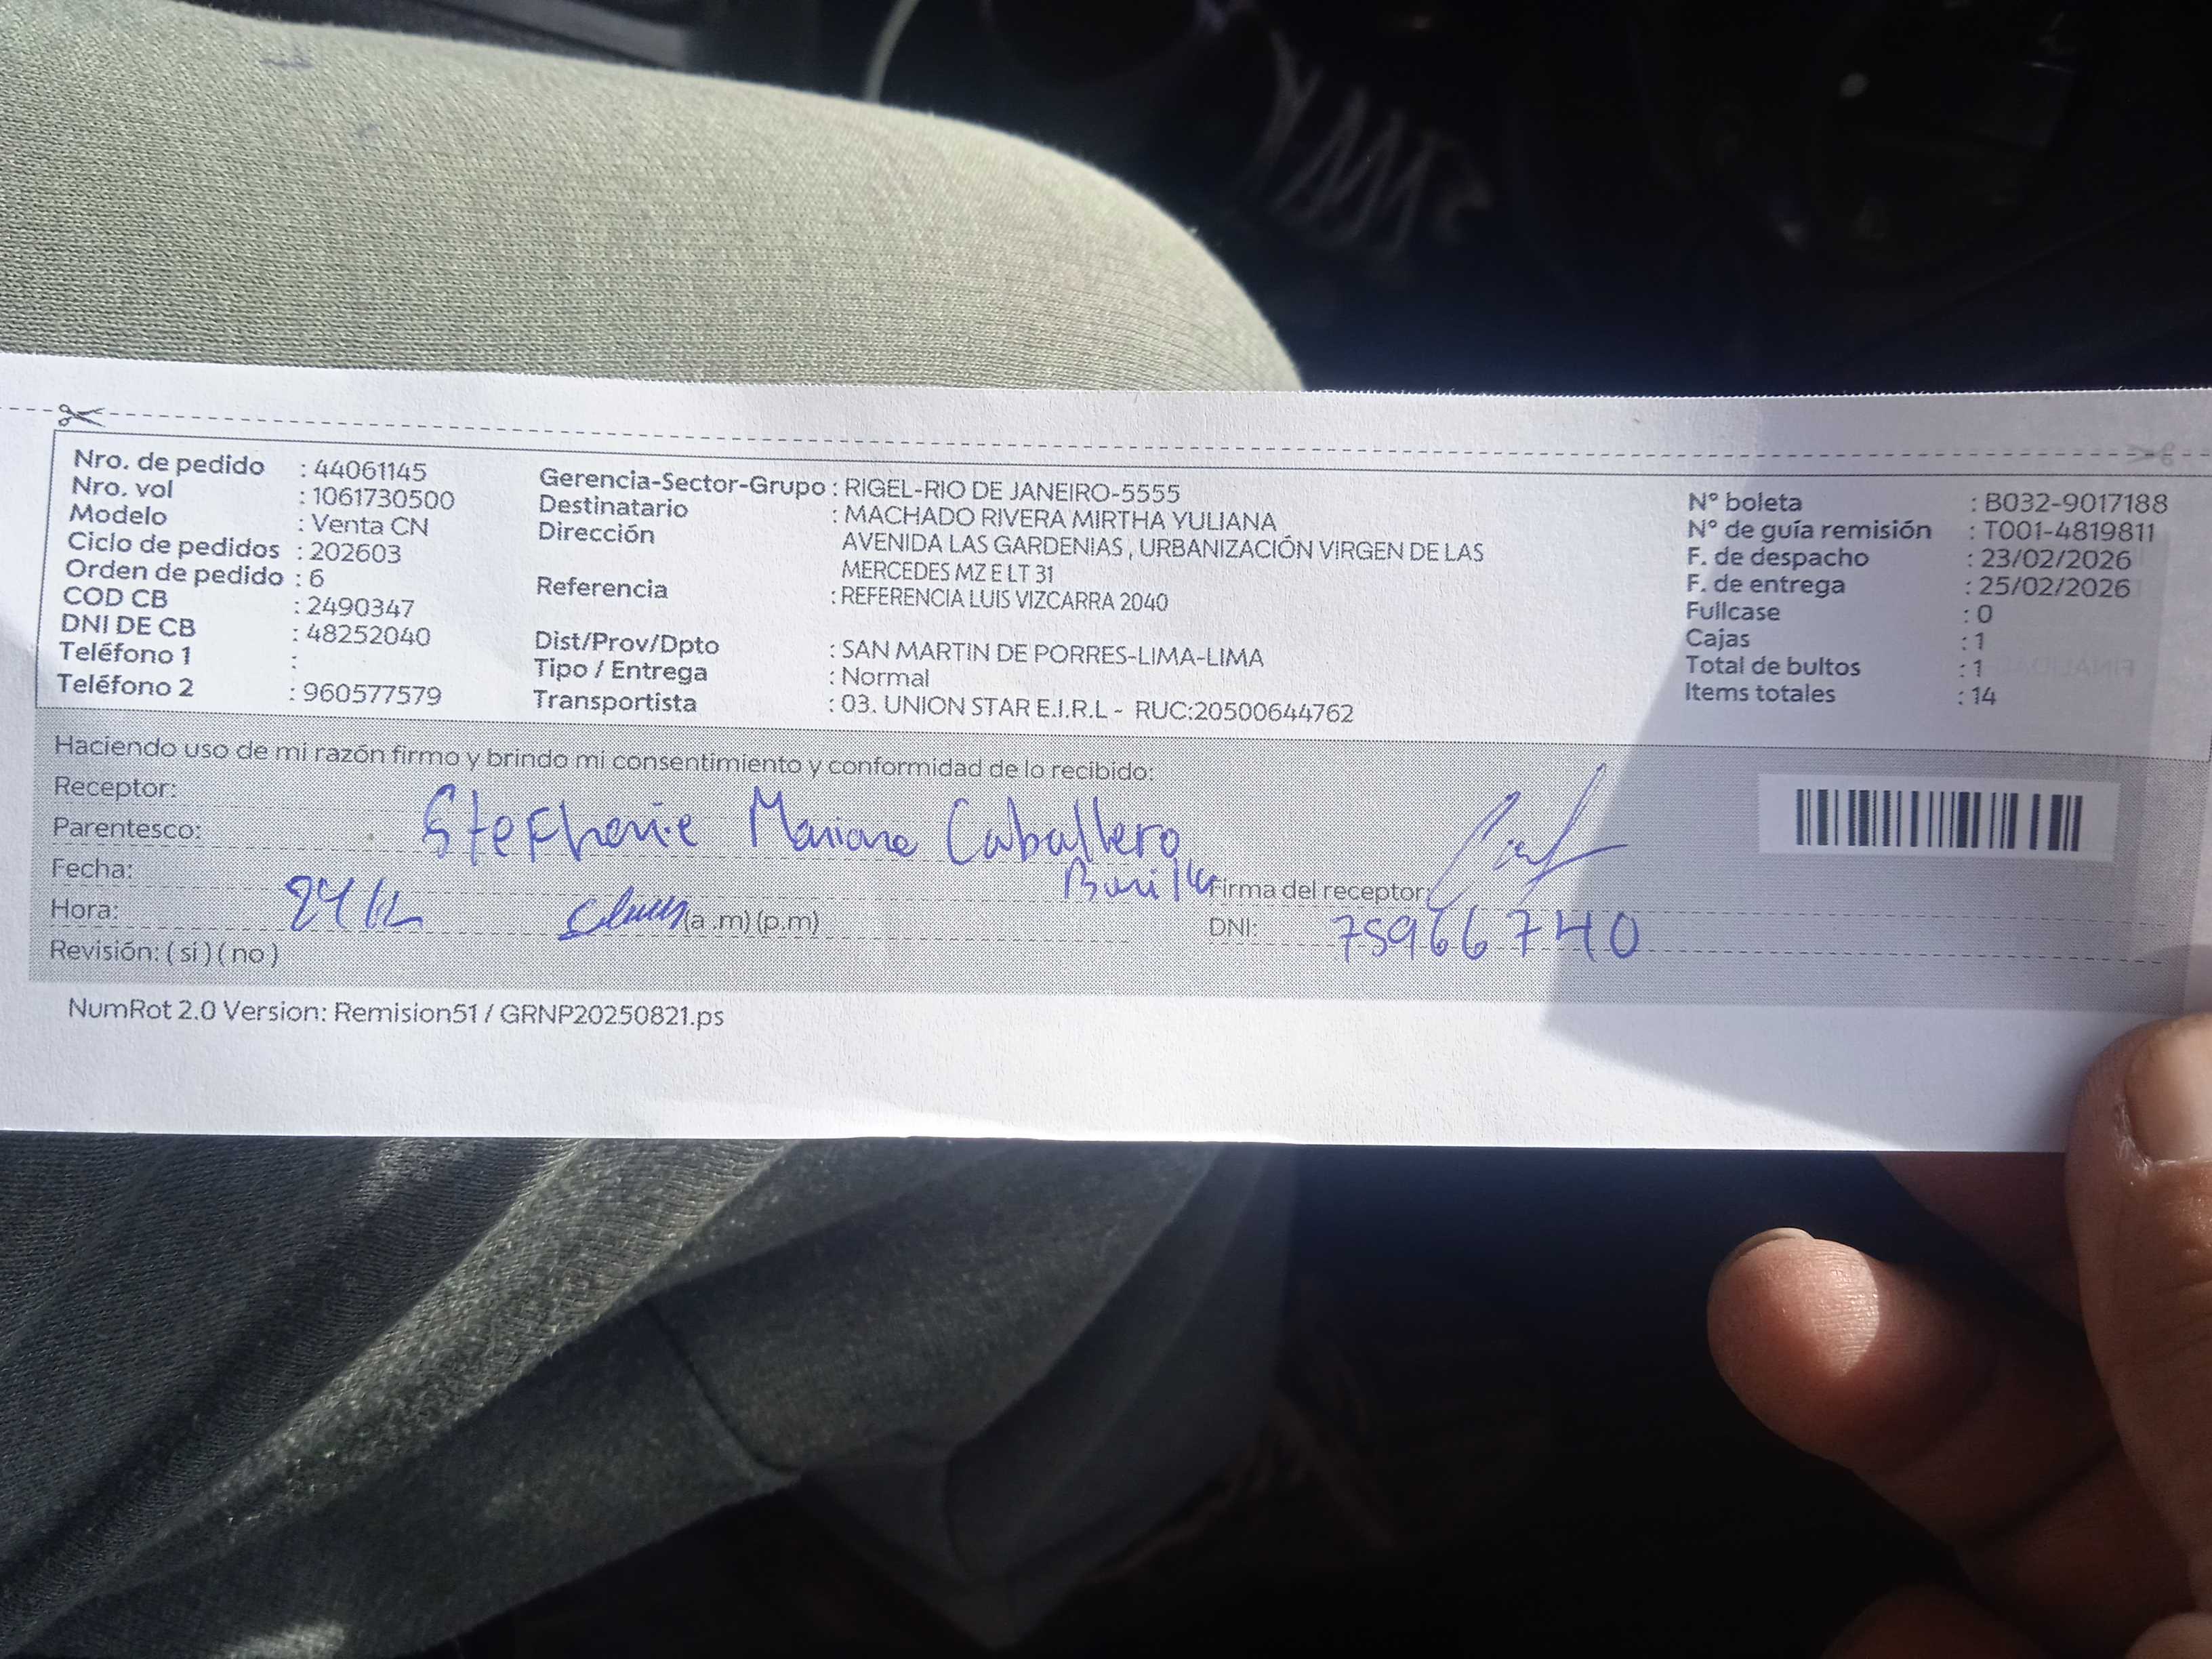 Nro. de pedido : 44061145
Nro. vol : 1061730500
Modelo : Venta CN
Ciclo de pedidos : 202603
Orden de pedido : 6
COD CB : 2490347
DNI DE CB : 48252040
Teléfono 1 :
Teléfono 2 : 960577579
Gerencia-Sector-Grupo : RIGEL-RIO DE JANEIRO-5555
Destinatario : MACHADO RIVERA MIRTHA YULIANA
Dirección AVENIDA LAS GARDENIAS , URBANIZACIÓN VIRGEN DE LAS
MERCEDES MZ E LT 31
Referencia : REFERENCIA LUIS VIZCARRA 2040
Dist/Prov/Dpto : SAN MARTIN DE PORRES-LIMA-LIMA
Tipo / Entrega : Normal
Transportista : 03. UNION STAR E.I.R.L - RUC:20500644762
N° boleta : B032-9017188
N° de guía remisión : T001-4819811
F. de despacho : 23/02/2026
F. de entrega : 25/02/2026
Fullcase : 0
Cajas : 1
Total de bultos : 1
Items totales : 14
Haciendo uso de mi razón firmo y brindo mi consentimiento y conformidad de lo recibido:
Receptor:
Parentesco: Stefhanie Mariana Caballero
Fecha: Firma del receptor:
Hora: (a .m) (p.m) DNI: 75966740
Revisión: ( si ) ( no )
NumRot 2.0 Version: Remision51 / GRNP20250821.ps